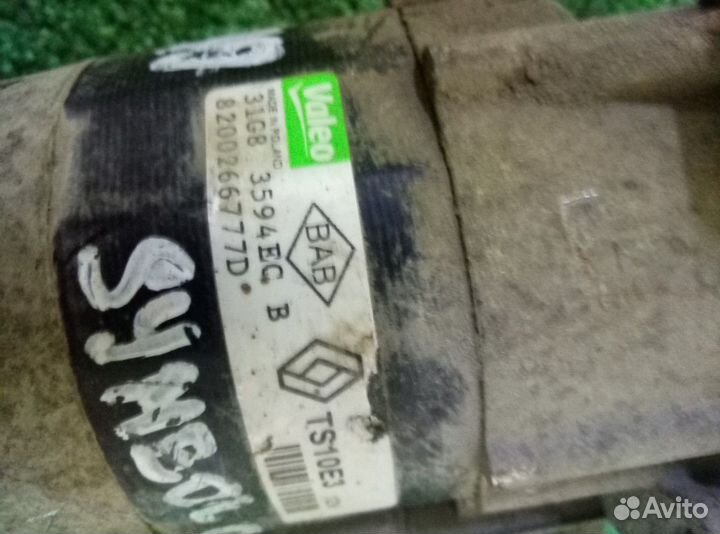 Valeo
MADE IN POLAND
31G8 3594EC B
8200266777D
BAB
TS10E3
SYMBOL
Avito